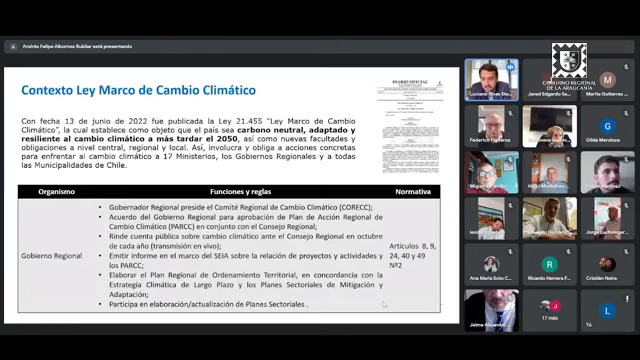 Andrés Felipe Albornoz Rubilar está presentando
Contexto Ley Marco de Cambio Climático
DIARIO OFICIAL
Con fecha 13 de junio de 2022 fue publicada la Ley 21.455 "Ley Marco de Cambio
Climático", la cual establece como objeto que el país sea carbono neutral, adaptado y
resiliente al cambio climático a más tardar el 2050, así como nuevas facultades y
obligaciones a nivel central, regional y local. Así, involucra y obliga a acciones concretas
para enfrentar al cambio climático a 17 Ministerios, los Gobiernos Regionales y a todas
las Municipalidades de Chile.
Organismo Funciones y reglas Normativa
Gobierno Regional
• Gobernador Regional preside el Comité Regional de Cambio Climático (CORECC);
• Acuerdo del Gobierno Regional para aprobación de Plan de Acción Regional de
Cambio Climático (PARCC) en conjunto con el Consejo Regional;
• Rinde cuenta pública sobre cambio climático ante el Consejo Regional en octubre
de cada año (transmisión en vivo);
• Emitir informe en el marco del SEIA sobre la relación de proyectos y actividades y
los PARCC;
• Elaborar el Plan Regional de Ordenamiento Territorial, en concordancia con la
Estrategia Climática de Largo Plazo y los Planes Sectoriales de Mitigación y
Adaptación;
• Participa en elaboración/actualización de Planes Sectoriales .
Artículos 8, 9,
24, 40 y 49
Nº2
GOBIERNO REGIONAL
DE LA ARAUCANÍA
Luciano Rivas Ste...
Jared Edgardo Sa...
M
Marite Gutierres
Federico Figueroa
G
Gilda Mendoza
Ana María Soto C
R
Ricardo Herrera F
Cristián Neira
17 más
L
Tú